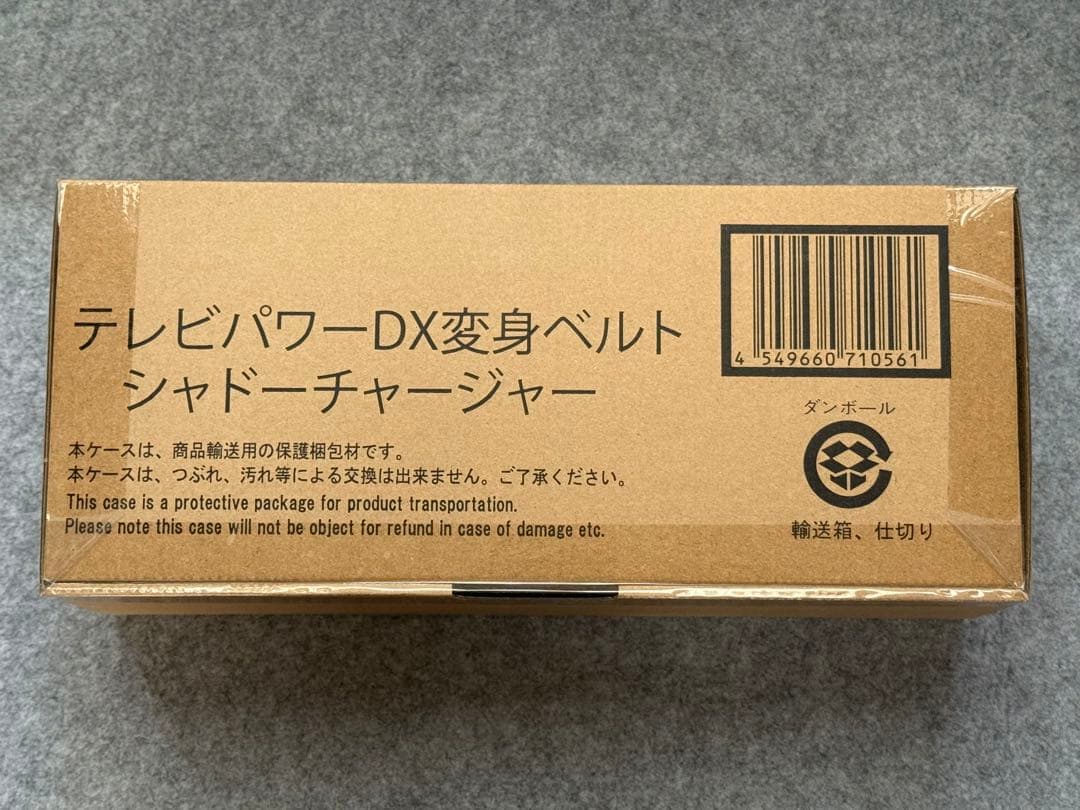 テレビパワーDX変身ベルト
シャドーチャージャー
本ケースは、商品輸送用の保護梱包材です。
本ケースは、つぶれ、汚れ等による交換は出来ません。ご了承ください。
This case is a protective package for product transportation.
Please note this case will not be object for refund in case of damage etc.
4 549660 710561
ダンボール
輸送箱、仕切り